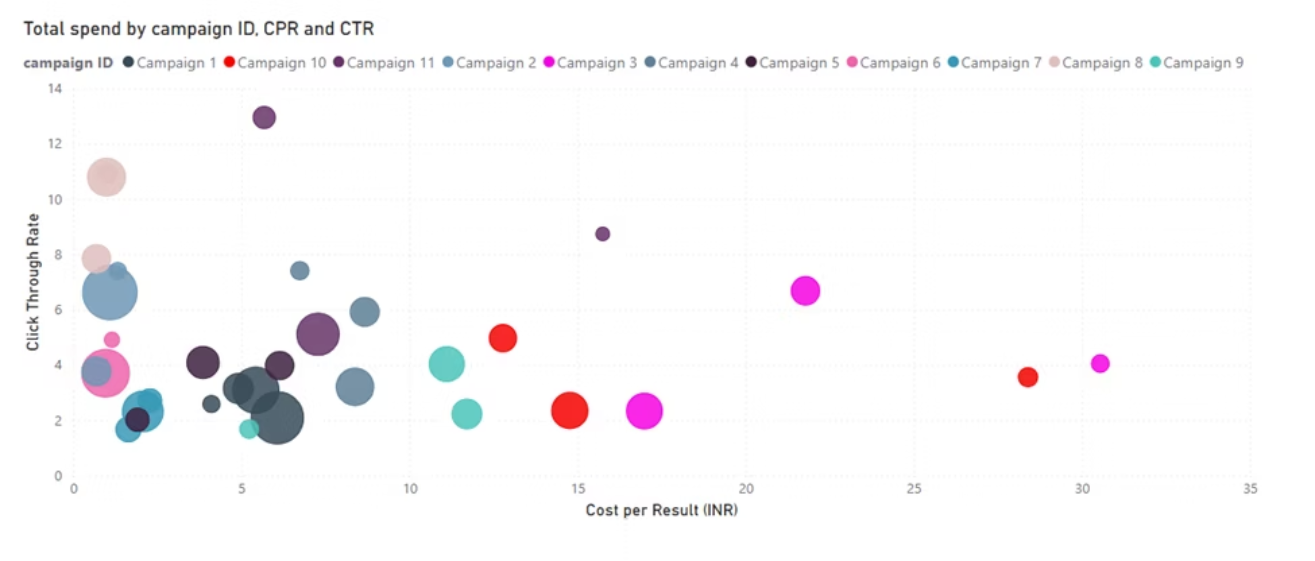 Total spend by campaign ID, CPR and CTR
campaign ID Campaign 1 Campaign 10 Campaign 11 Campaign 2 Campaign 3 Campaign 4 Campaign 5 Campaign 6 Campaign 7 Campaign 8 Campaign 9
14
12
10
8
6
4
2
0
Click Through Rate
0 5 10 15 20 25 30 35
Cost per Result (INR)